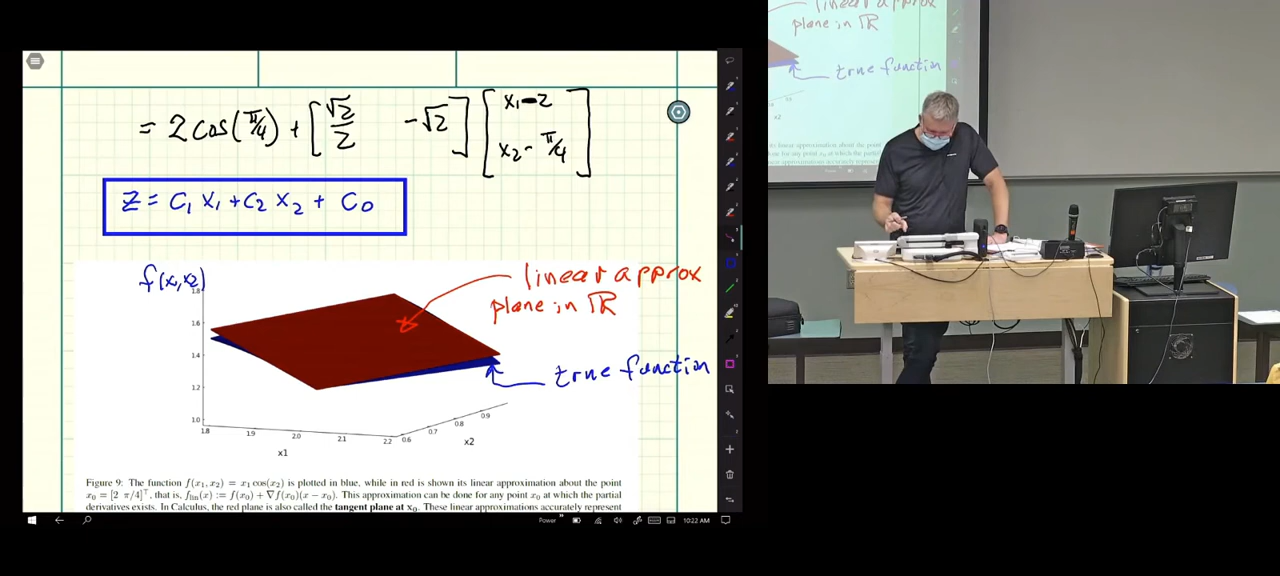 = 2 cos(π/4) + [√2/2 -√2] [x1-2
x2 - π/4]
Z = C1 X1 + C2 X2 + C0
f(x1,x2)
linear approx
plane in ℝ
true function
1.8
1.6
1.4
1.2
1.0
1.8 1.9 2.0 2.1 2.2
0.6 0.7 0.8 0.9
x1
x2
Figure 9: The function f(x1, x2) = x1 cos(x2) is plotted in blue, while in red is shown its linear approximation about the point
x0 = [2 π/4]⊤, that is, flin(x) := f(x0) + ∇f(x0)(x − x0). This approximation can be done for any point x0 at which the partial
derivatives exists. In Calculus, the red plane is also called the tangent plane at x0. These linear approximations accurately represent
Power
10:22 AM
linear approx
plane in ℝ
true function
x2